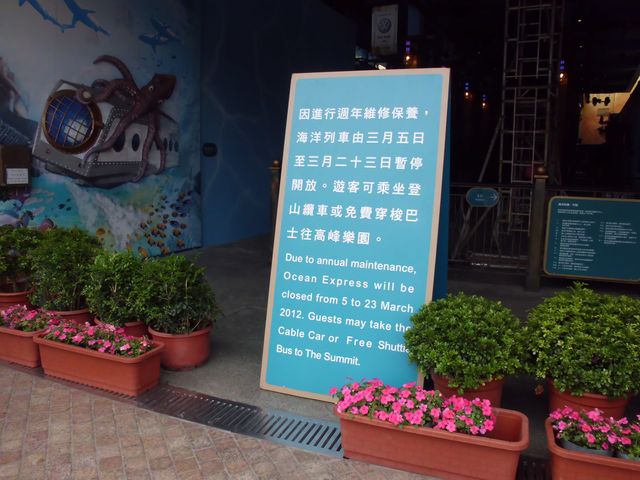 因進行週年維修保養，
海洋列車由三月五日
至三月二十三日暫停
開放。遊客可乘坐登
山纜車或免費穿梭巴
士往高峰樂園。
Due to annual maintenance,
Ocean Express will be
closed from 5 to 23 March
2012. Guests may take the
Cable Car or Free Shuttle
Bus to The Summit.